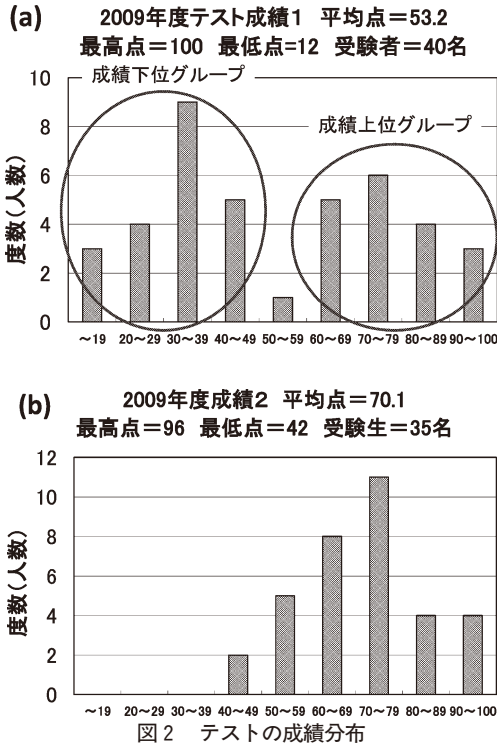 (a) 2009年度テスト成績1 平均点＝53.2
最高点＝100 最低点=12 受験者＝40名
成績下位グループ
成績上位グループ
度数(人数)
10
8
6
4
2
0
～19 20～29 30～39 40～49 50～59 60～69 70～79 80～89 90～100
(b) 2009年度成績2 平均点＝70.1
最高点＝96 最低点＝42 受験生＝35名
度数(人数)
12
10
8
6
4
2
0
～19 20～29 30～39 40～49 50～59 60～69 70～79 80～89 90～100
図2 テストの成績分布